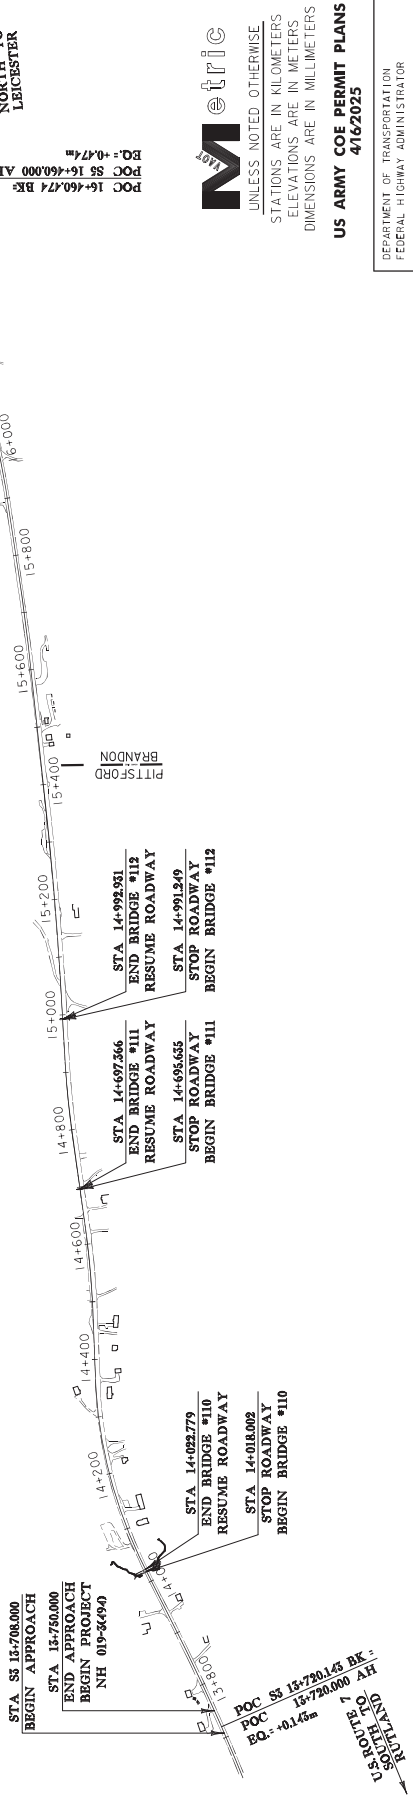 NORTH TO
LEICESTER
POC 16+460.474 BK=
POC S5 16+460.000 AH
EQ.= +0.474m
Metric
VAOT
UNLESS NOTED OTHERWISE
STATIONS ARE IN KILOMETERS
ELEVATIONS ARE IN METERS
DIMENSIONS ARE IN MILLIMETERS
US ARMY COE PERMIT PLANS
4/16/2025
DEPARTMENT OF TRANSPORTATION
FEDERAL HIGHWAY ADMINISTRATOR
16+000
15+800
15+600
15+400
PITTSFORD
BRANDON
15+200
15+000
14+800
14+600
14+400
14+200
14+000
13+800
STA 14+992.931
END BRIDGE #112
RESUME ROADWAY
STA 14+991.249
STOP ROADWAY
BEGIN BRIDGE #112
STA 14+697.366
END BRIDGE #111
RESUME ROADWAY
STA 14+695.635
STOP ROADWAY
BEGIN BRIDGE #111
STA 14+022.779
END BRIDGE #110
RESUME ROADWAY
STA 14+018.002
STOP ROADWAY
BEGIN BRIDGE #110
STA S3 13+708.000
BEGIN APPROACH
STA 13+750.000
END APPROACH
BEGIN PROJECT
NH 019-3(494)
POC S3 13+720.143 BK =
POC 13+720.000 AH
EQ.= +0.143m
U.S. ROUTE 7
SOUTH TO
RUTLAND